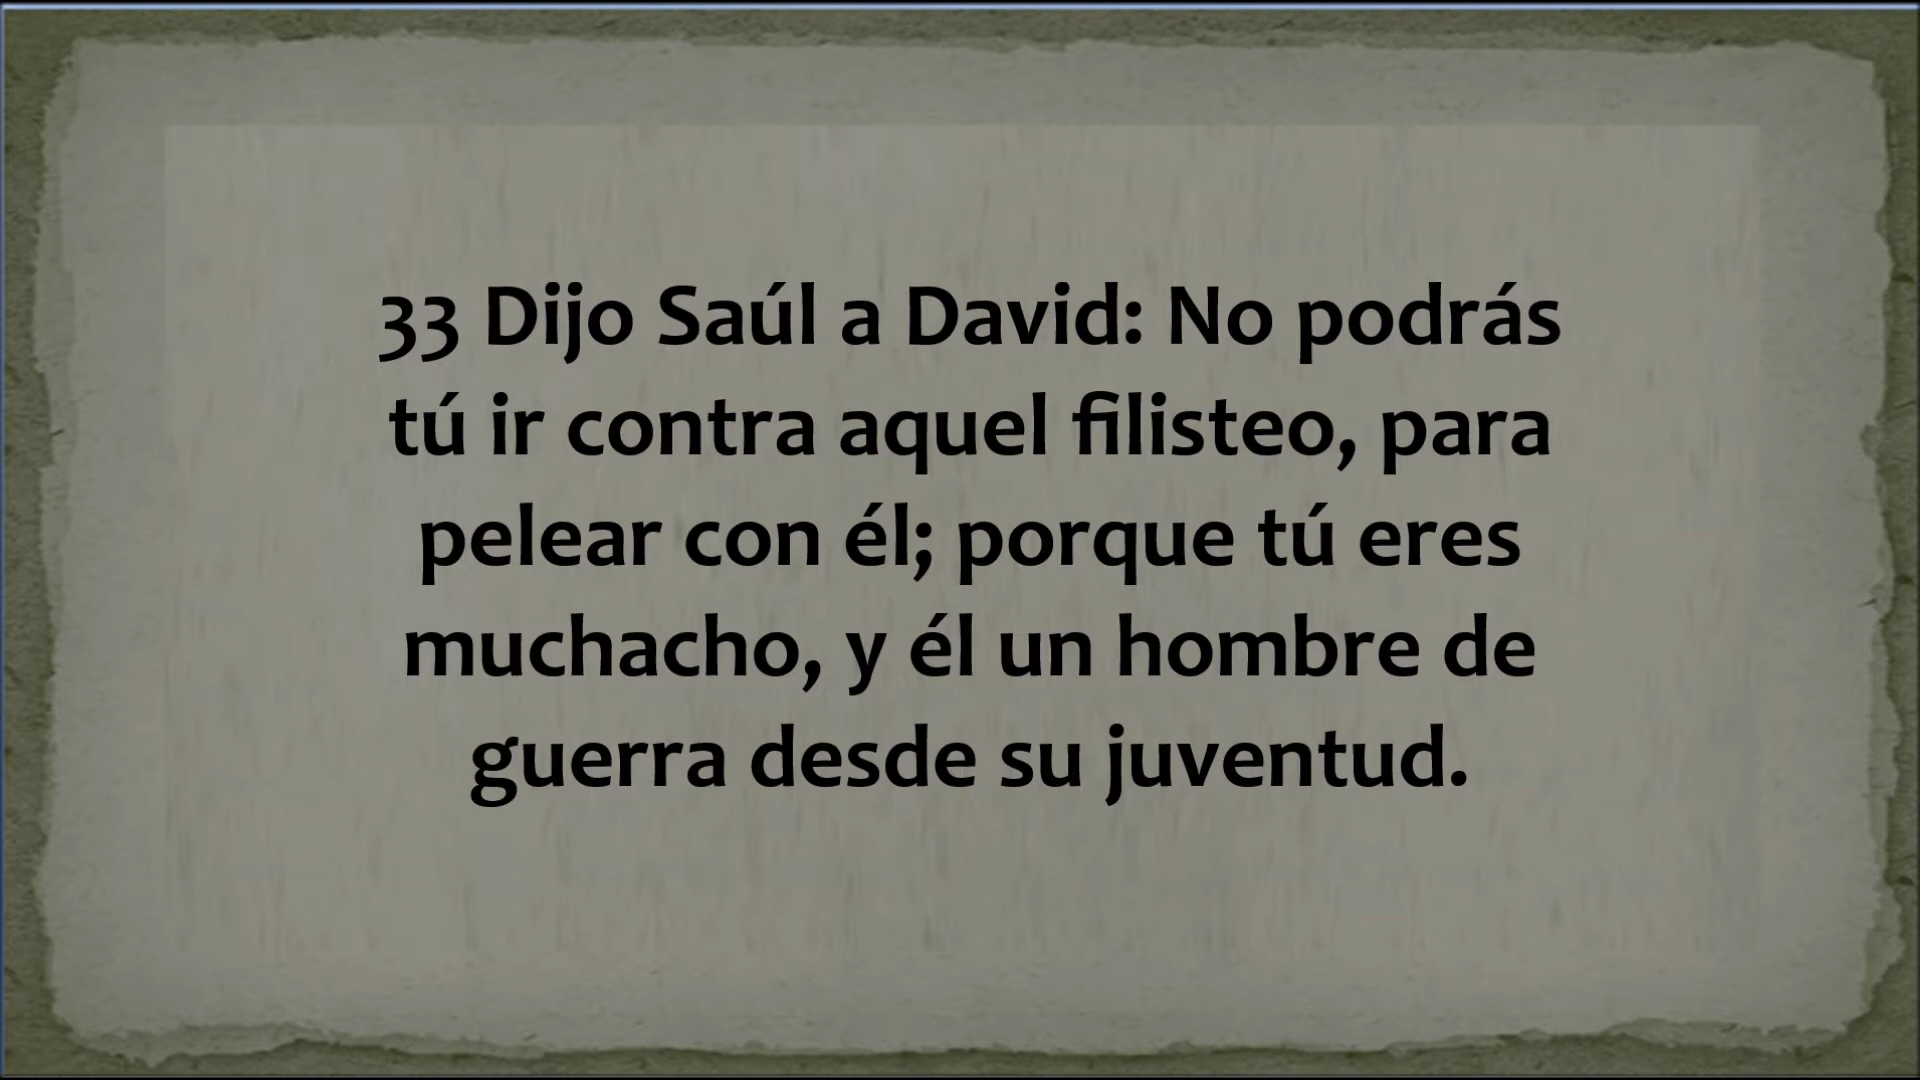 33 Dijo Saúl a David: No podrás
tú ir contra aquel filisteo, para
pelear con él; porque tú eres
muchacho, y él un hombre de
guerra desde su juventud.